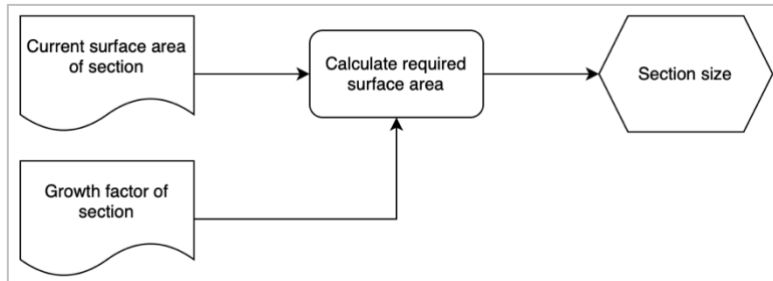 Current surface area
of section
Calculate required
surface area
Section size
Growth factor of
section